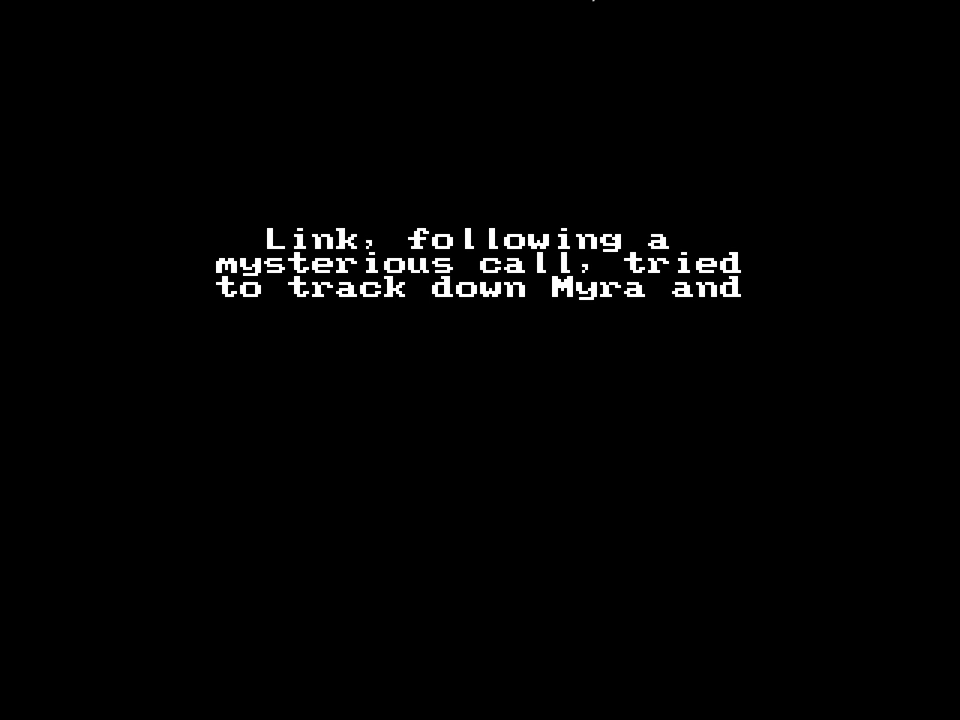 Link, following a
mysterious call, tried
to track down Myra and